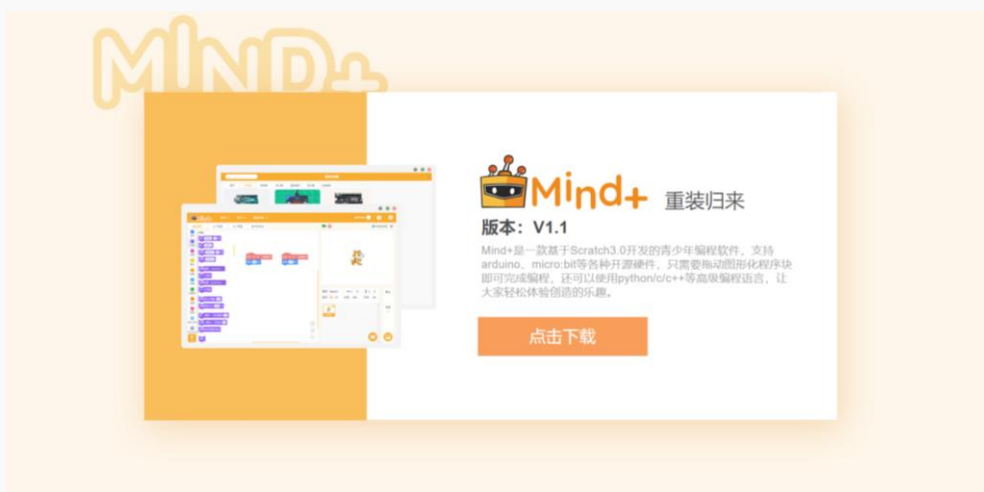 MIND+
Mind+ 重装归来
版本：V1.1
Mind+是一款基于Scratch3.0开发的青少年编程软件，支持
arduino、micro:bit等各种开源硬件，只需要拖动图形化程序块
即可完成编程，还可以使用python/c/c++等高级编程语言，让
大家轻松体验创造的乐趣。
点击下载